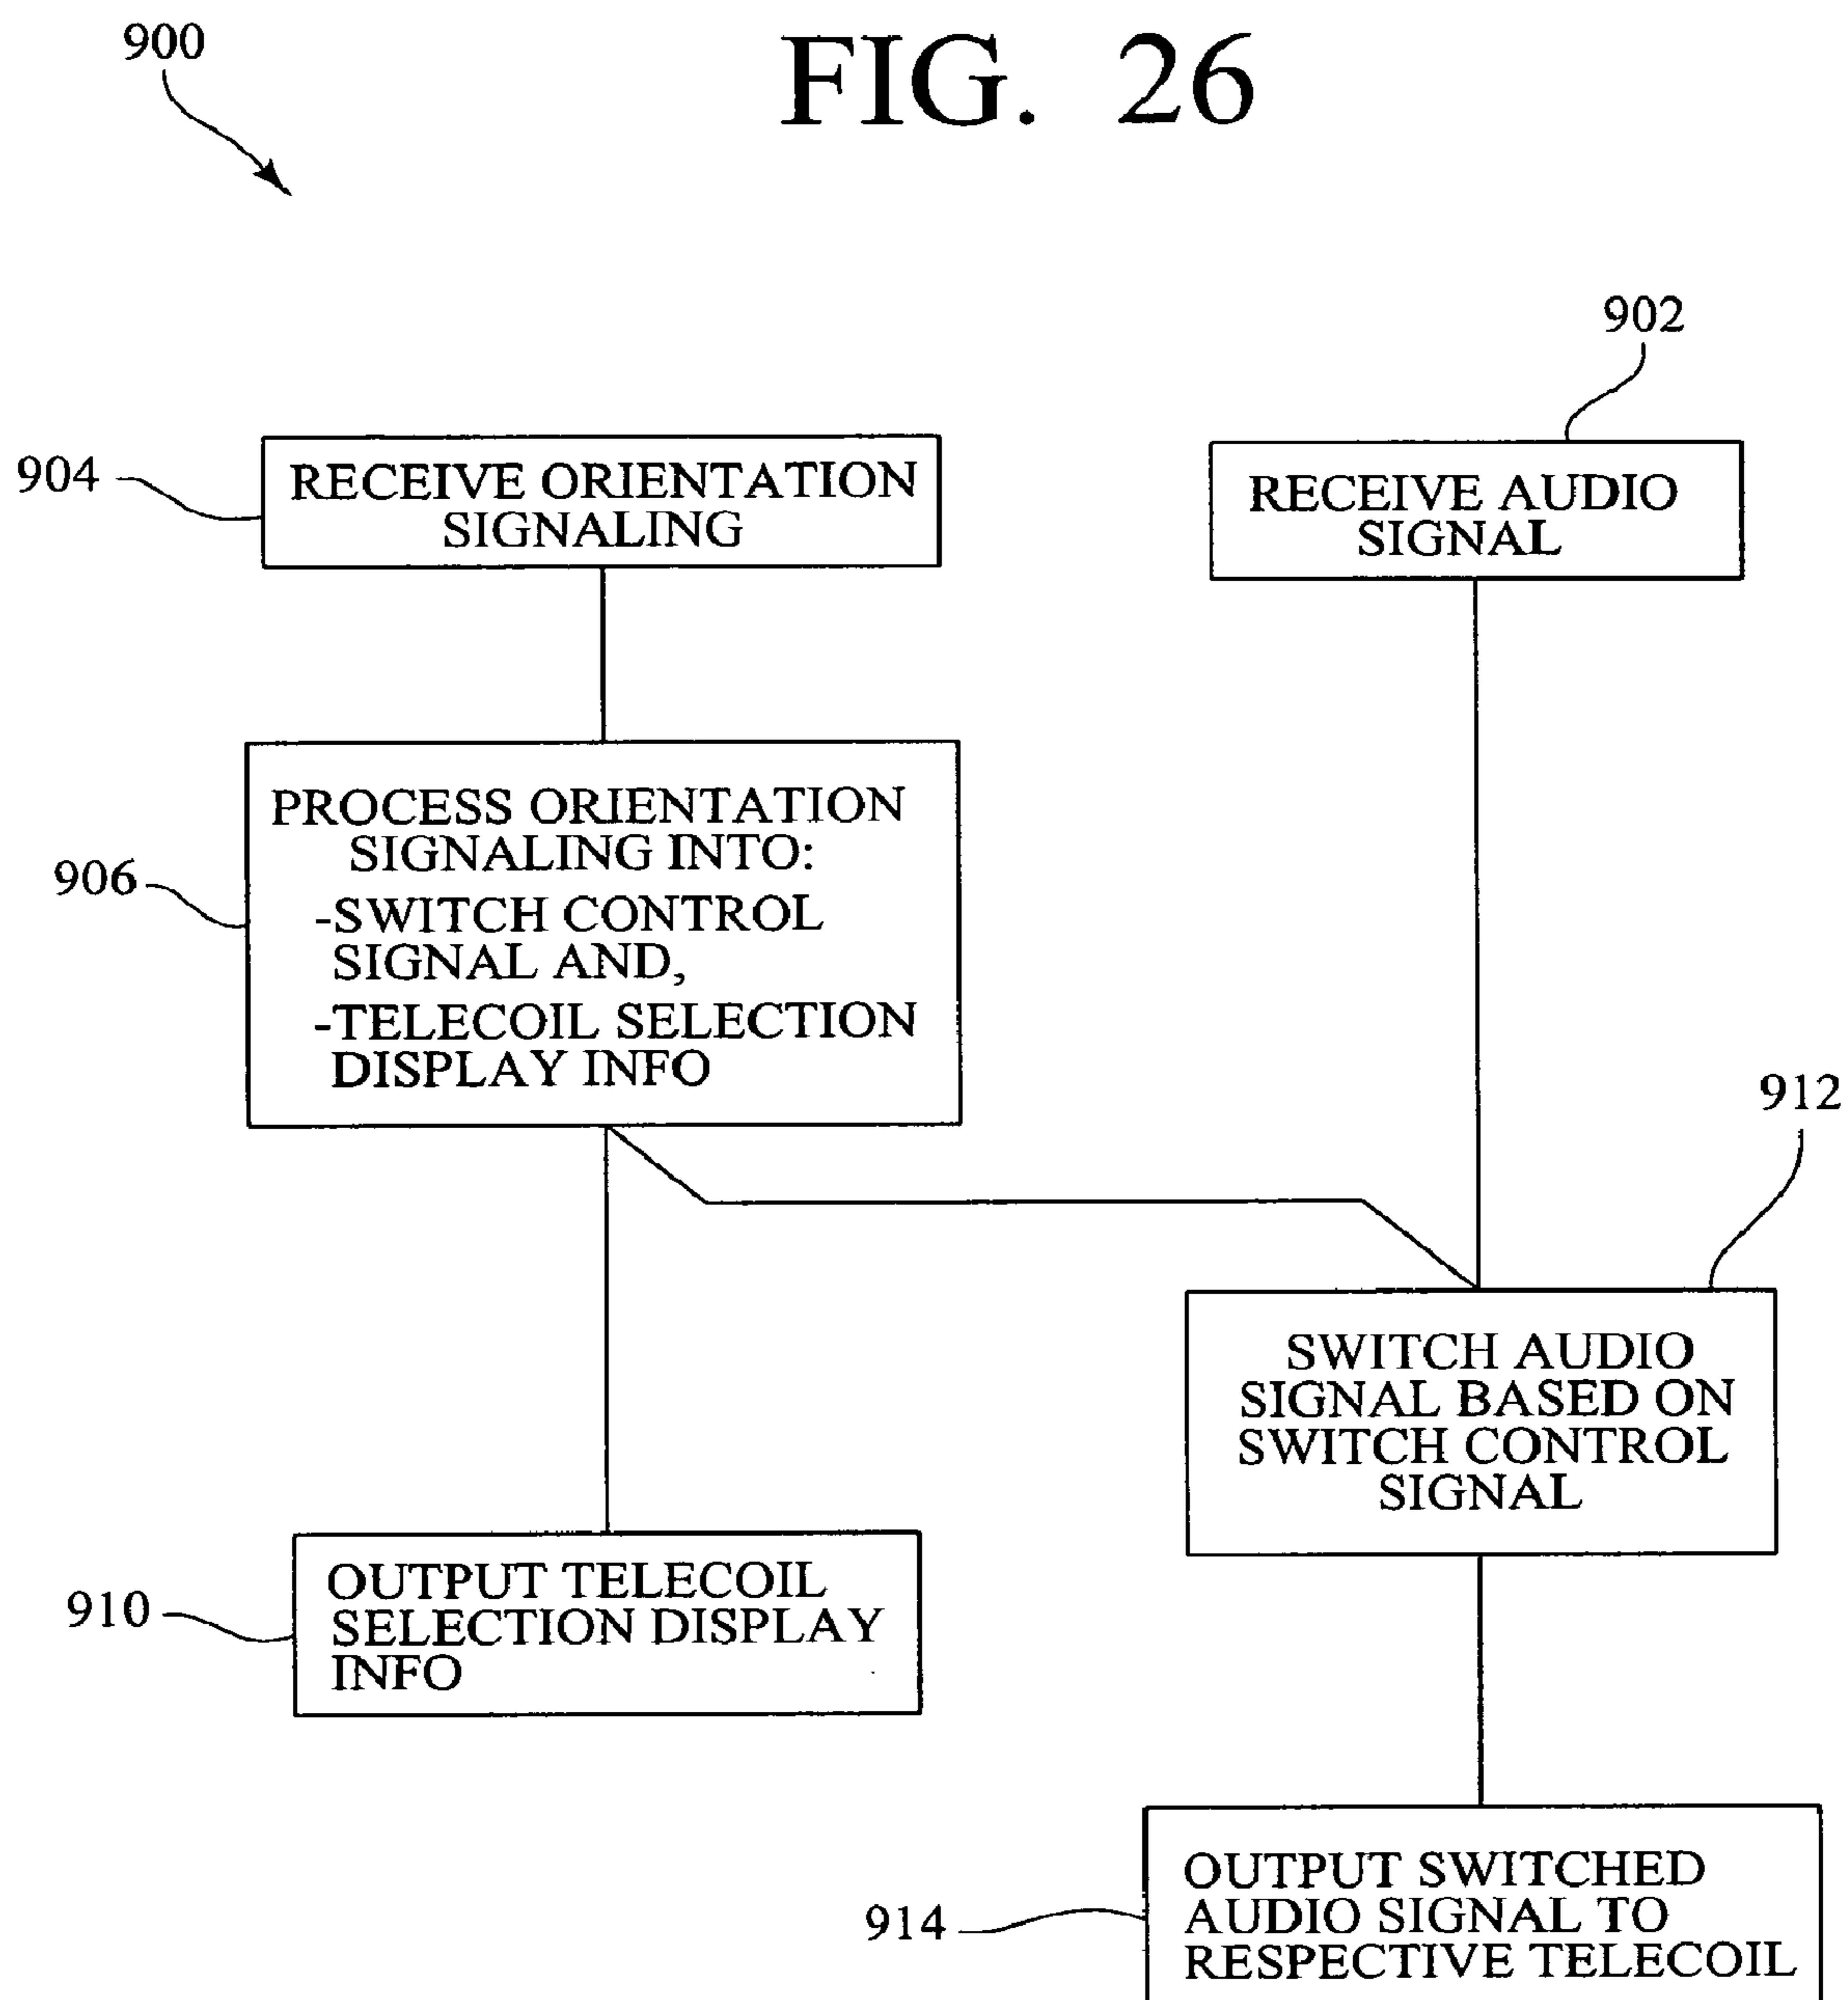 900
FIG. 26
902
904
RECEIVE ORIENTATION
SIGNALING
RECEIVE AUDIO
SIGNAL
906
PROCESS ORIENTATION
SIGNALING INTO:
-SWITCH CONTROL
SIGNAL AND,
-TELECOIL SELECTION
DISPLAY INFO
912
SWITCH AUDIO
SIGNAL BASED ON
SWITCH CONTROL
SIGNAL
910
OUTPUT TELECOIL
SELECTION DISPLAY
INFO
914
OUTPUT SWITCHED
AUDIO SIGNAL TO
RESPECTIVE TELECOIL